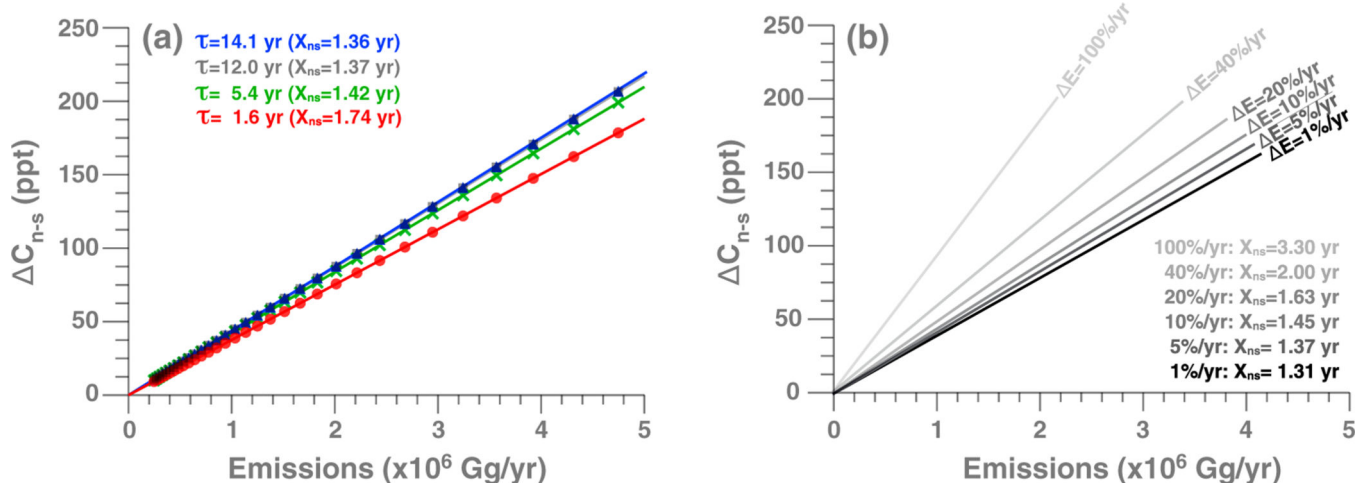 (a)
τ=14.1 yr (Xns=1.36)
τ=12.0 yr (Xns=1.37)
τ= 5.4 yr (Xns=1.42)
τ= 1.6 yr (Xns=1.74)
250
200
150
100
50
0
ΔCn-s (ppt)
0 1 2 3 4 5
Emissions (x10⁶ Gg/yr)
(b)
ΔE=100%/yr
ΔE=40%/yr
ΔE=20%/yr
ΔE=10%/yr
ΔE=5%/yr
ΔE=1%/yr
250
200
150
100
50
0
ΔCn-s (ppt)
100%/yr: Xns=3.30 yr
40%/yr: Xns=2.00 yr
20%/yr: Xns=1.63 yr
10%/yr: Xns=1.45 yr
5%/yr: Xns= 1.37 yr
1%/yr: Xns= 1.31 yr
0 1 2 3 4 5
Emissions (x10⁶ Gg/yr)